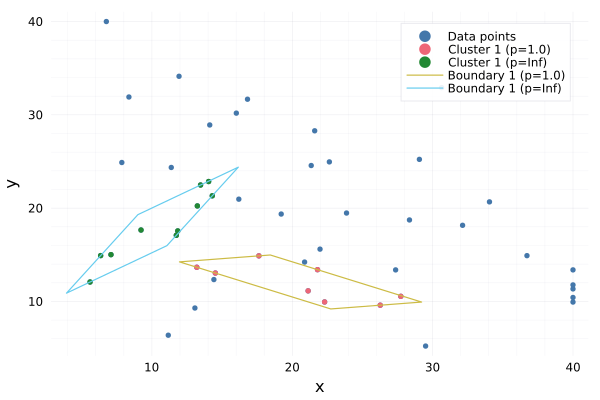 40
30
20
10
y
10
20
30
40
x
Data points
Cluster 1 (p=1.0)
Cluster 1 (p=Inf)
Boundary 1 (p=1.0)
Boundary 1 (p=Inf)